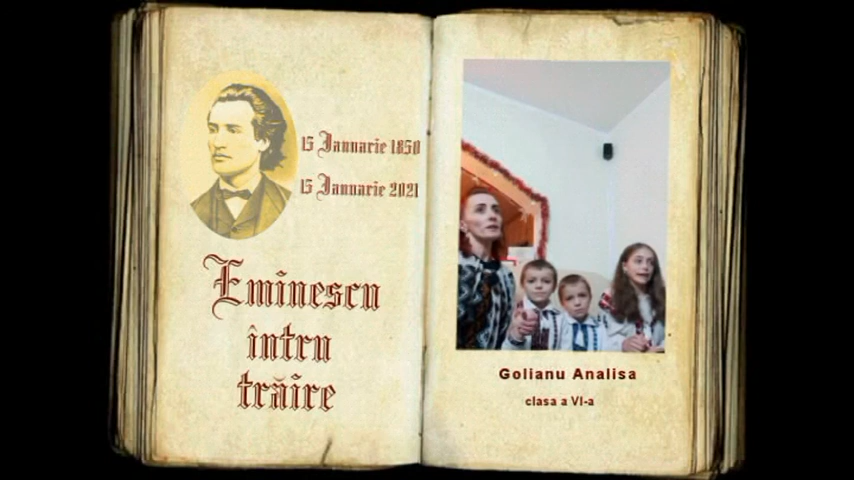 15 Ianuarie 1850
15 Ianuarie 2021
Eminescu
întru
trăire
Golianu Analisa
clasa a VI-a